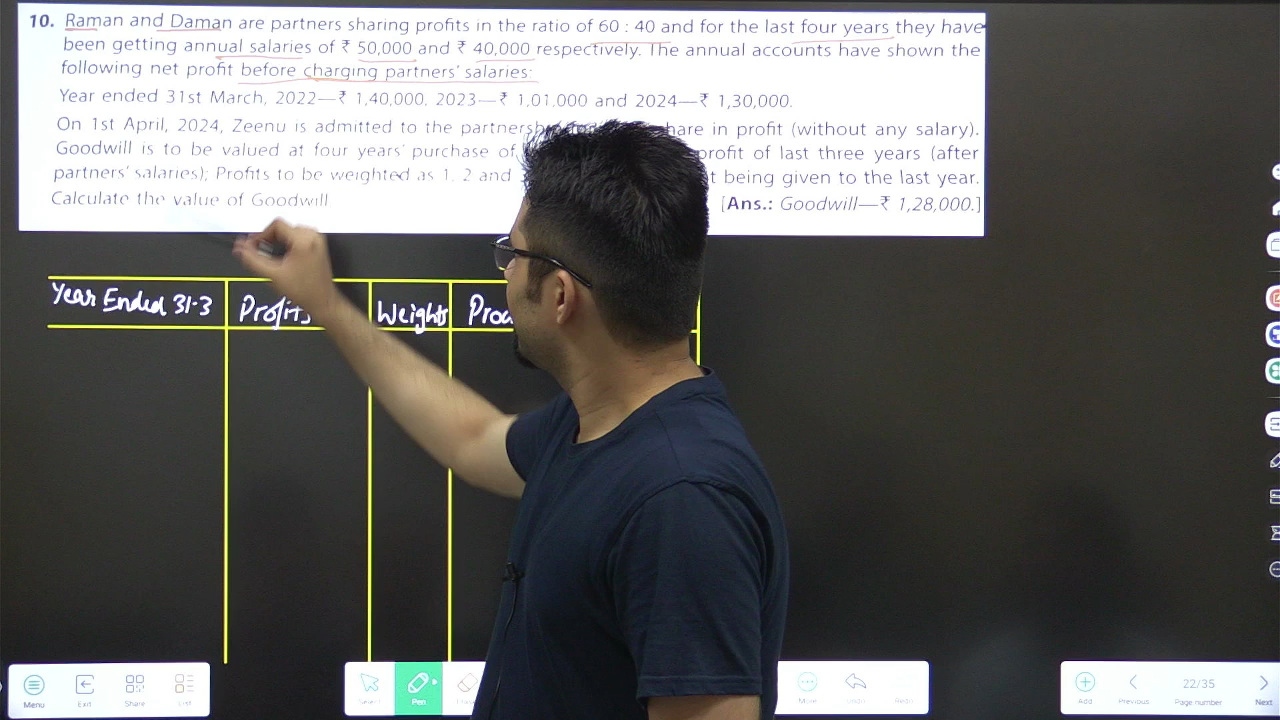 10. Raman and Daman are partners sharing profits in the ratio of 60 : 40 and for the last four years they have
been getting annual salaries of ₹ 50,000 and ₹ 40,000 respectively. The annual accounts have shown the
following net profit before charging partners' salaries:
Year ended 31st March, 2022—₹ 1,40,000, 2023—₹ 1,01,000 and 2024—₹ 1,30,000.
On 1st April, 2024, Zeenu is admitted to the partnership share in profit (without any salary).
Goodwill is to be valued at four years' purchase of profit of last three years (after
partners' salaries); Profits to be weighted as 1, 2 and being given to the last year.
Calculate the value of Goodwill [Ans.: Goodwill—₹ 1,28,000.]
Year Ended 31-3 Profits Weights
Menu
Exit
Share
Pen
22/35
Add Previous Page number Next